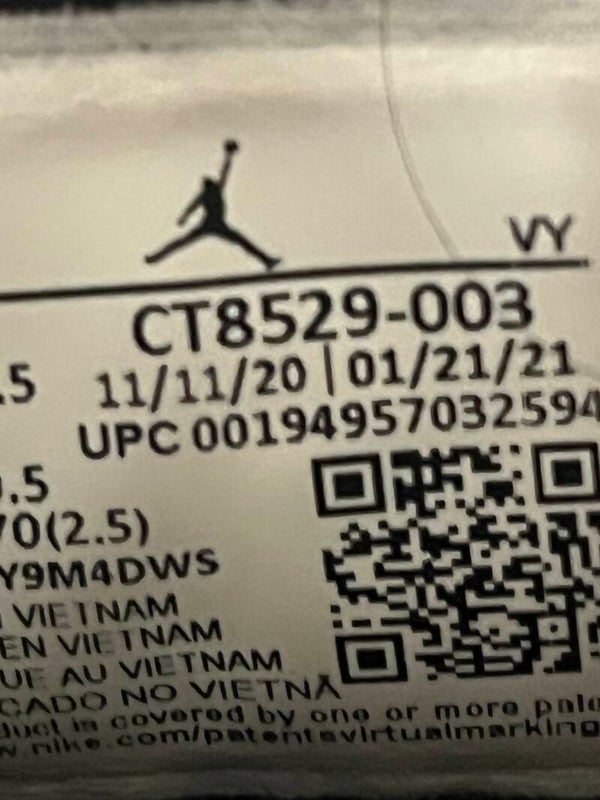 VY
CT8529-003
.5 11/11/20 | 01/21/21
UPC 00194957032594
.5
70(2.5)
Y9M4DWS
VIETNAM
EN VIETNAM
UE AU VIETNAM
CADO NO VIETNA
duct is covered by one or more pate
w.nike.com/patentsvirtualmarking